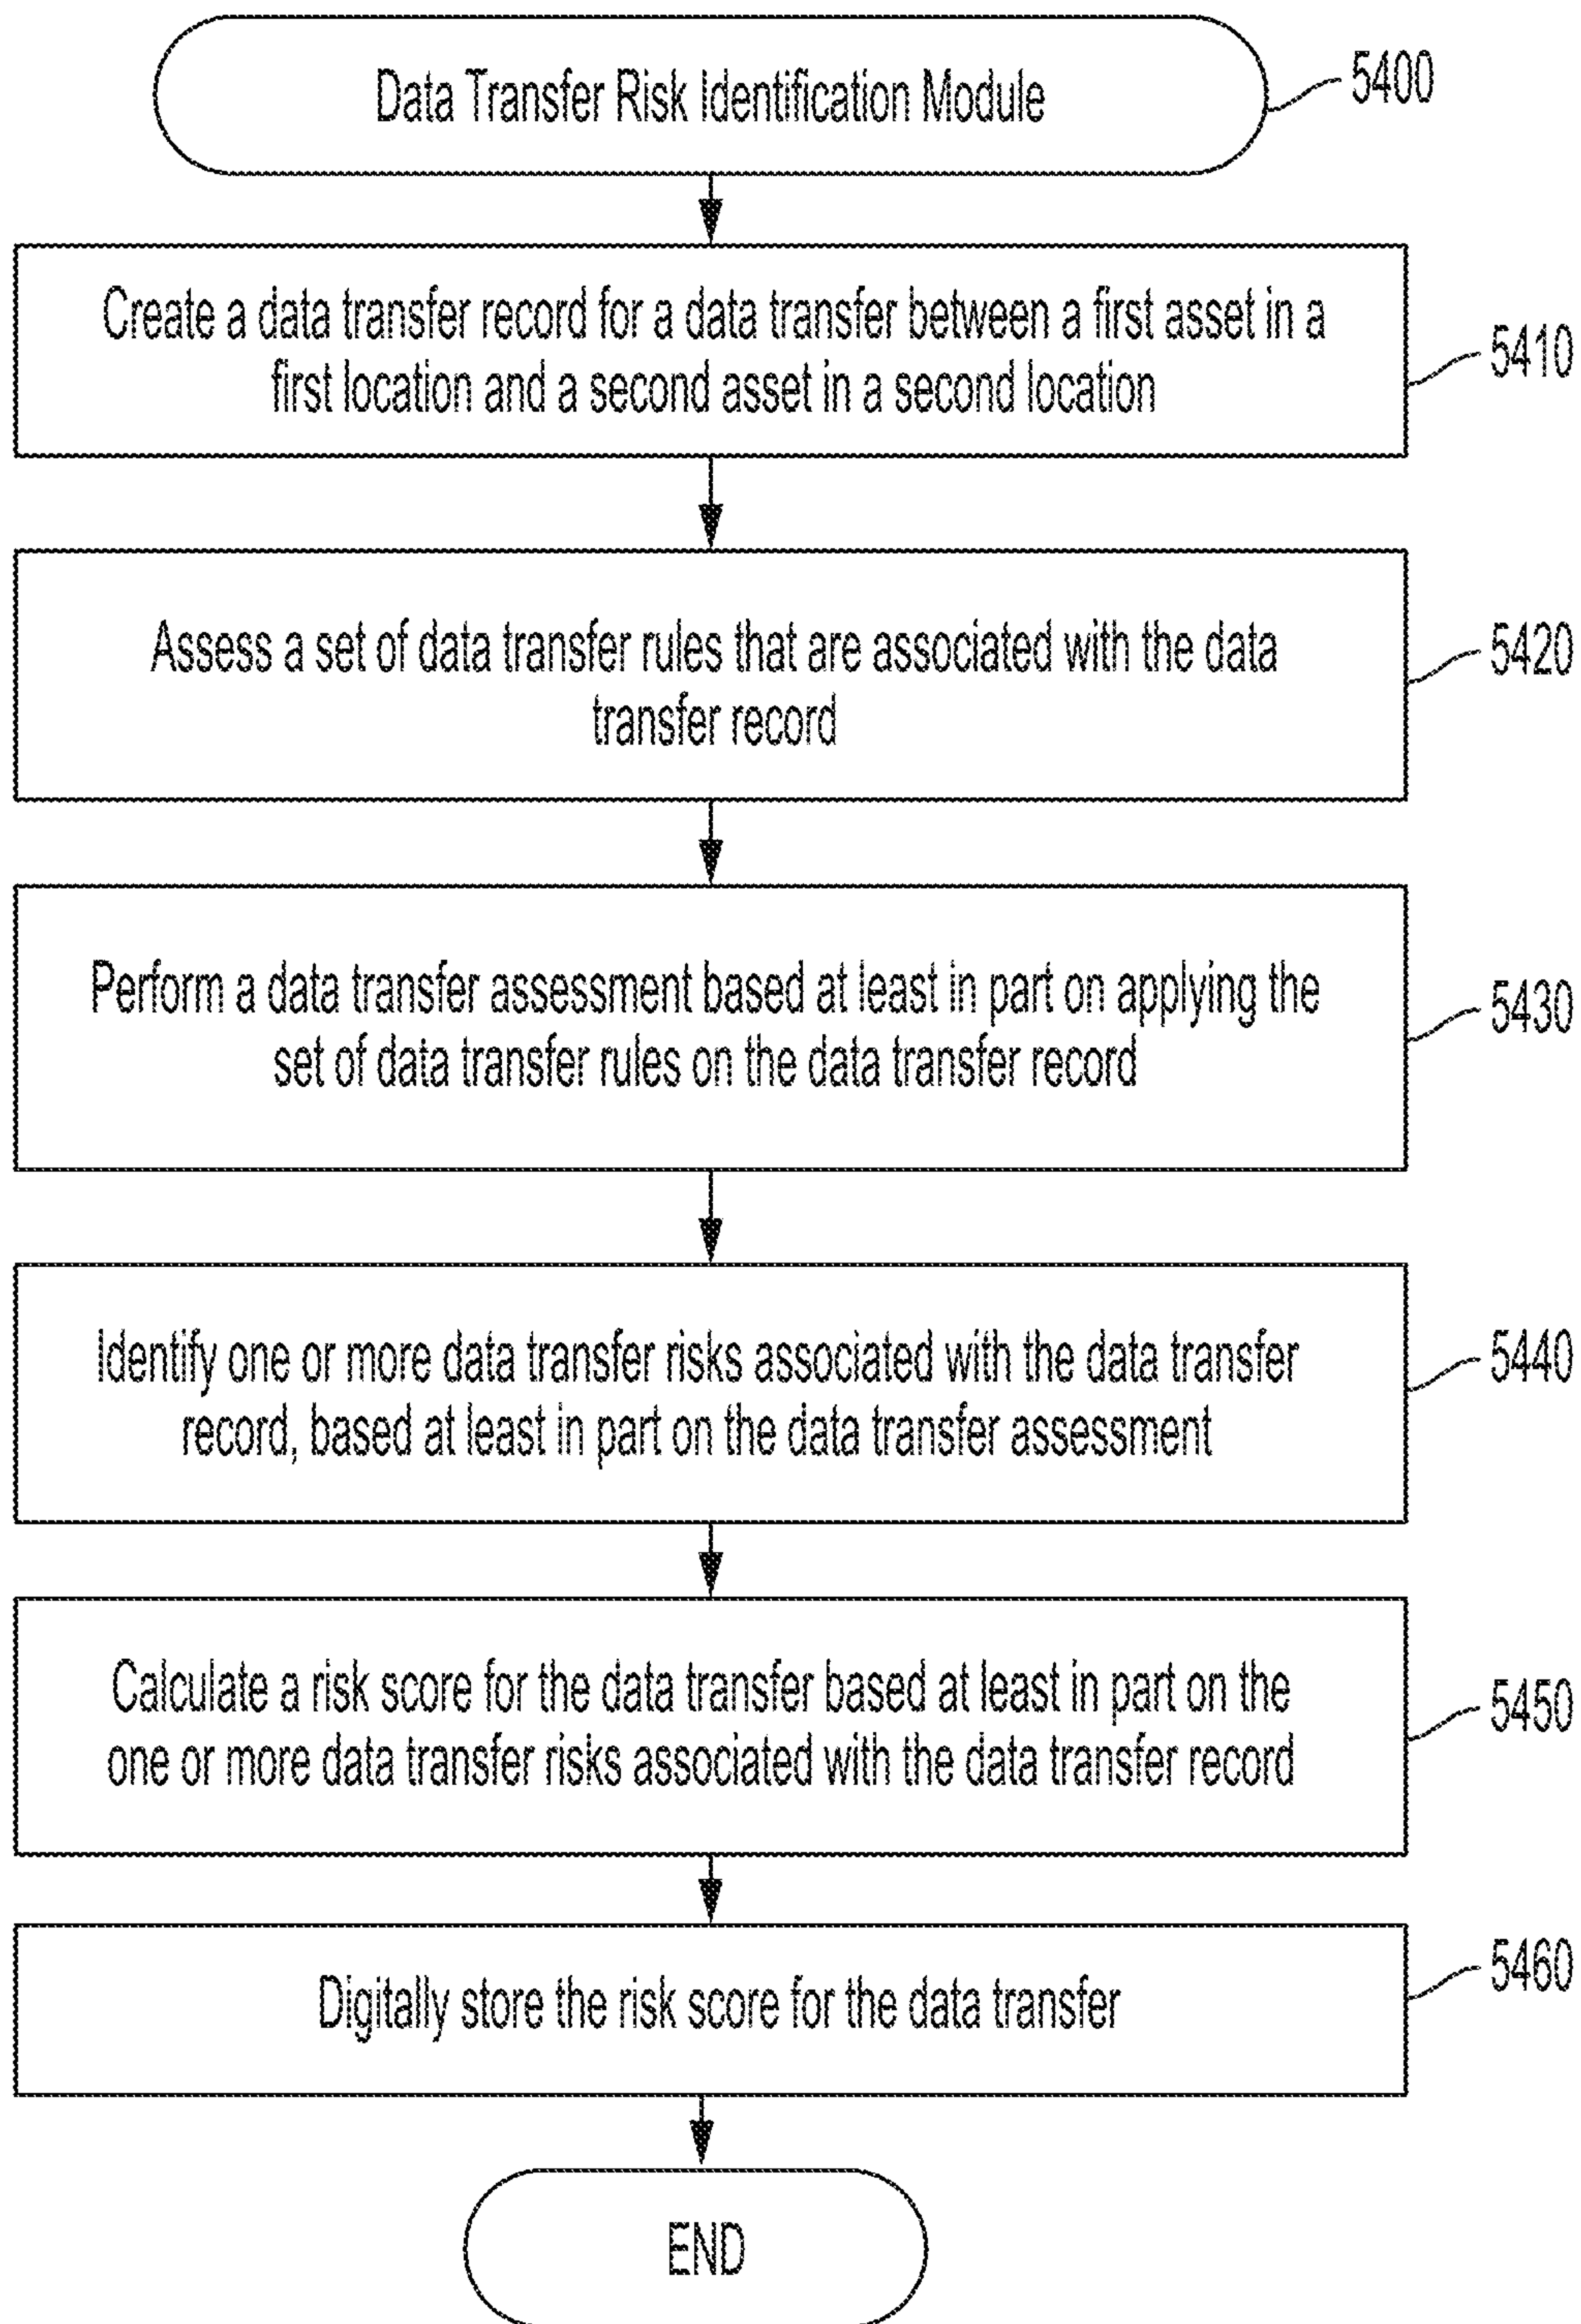 Data Transfer Risk Identification Module
5400
Create a data transfer record for a data transfer between a first asset in a
first location and a second asset in a second location
5410
Assess a set of data transfer rules that are associated with the data
transfer record
5420
Perform a data transfer assessment based at least in part on applying the
set of data transfer rules on the data transfer record
5430
Identify one or more data transfer risks associated with the data transfer
record, based at least in part on the data transfer assessment
5440
Calculate a risk score for the data transfer based at least in part on the
one or more data transfer risks associated with the data transfer record
5450
Digitally store the risk score for the data transfer
5460
END